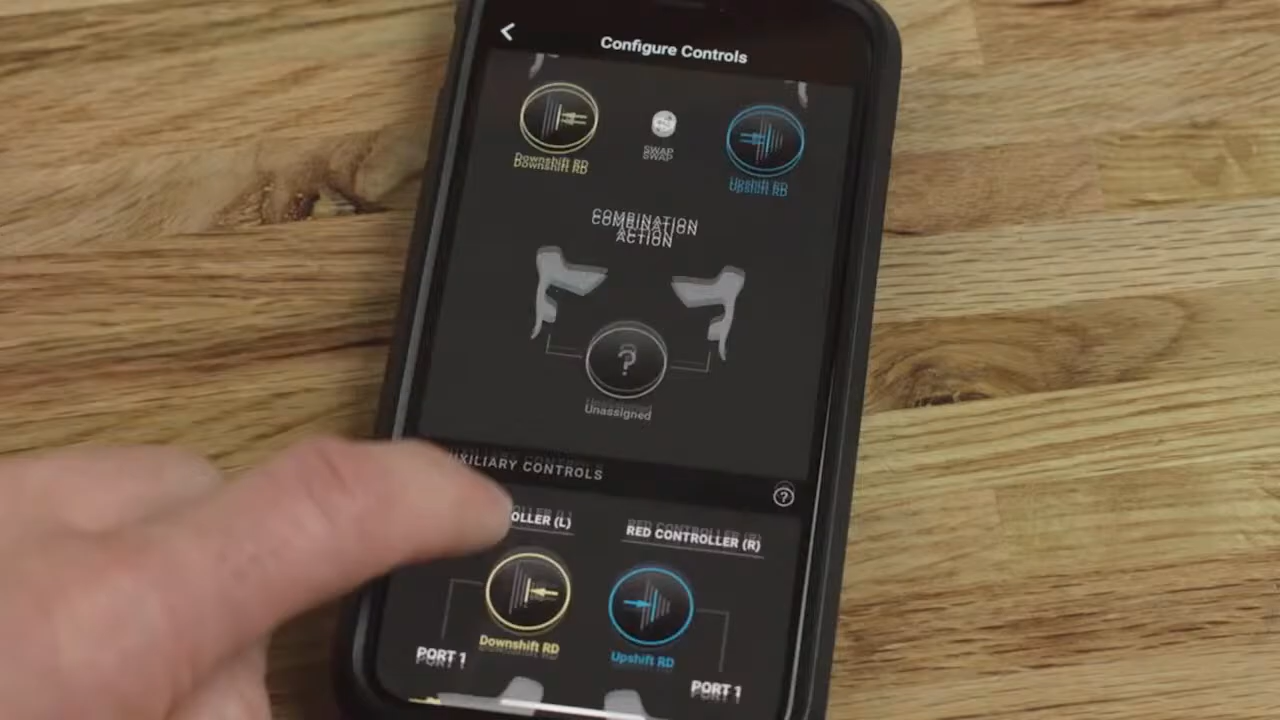 Configure Controls
Downshift RD
SWAP
Upshift RD
COMBINATION
ACTION
?
Unassigned
XILIARY CONTROLS
?
OLLER (L)
RED CONTROLLER (R)
Downshift RD
Upshift RD
PORT 1
PORT 1